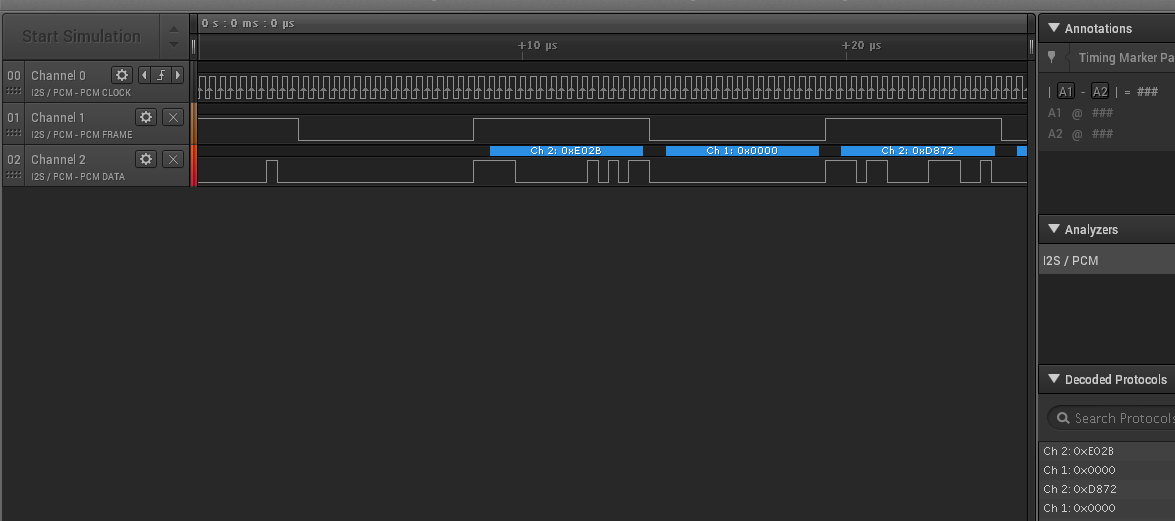 Start Simulation
0 s : 0 ms : 0 µs
+10 µs
+20 µs
00 Channel 0
I2S / PCM - PCM CLOCK
01 Channel 1
I2S / PCM - PCM FRAME
02 Channel 2
I2S / PCM - PCM DATA
Ch 2: 0xE02B
Ch 1: 0x0000
Ch 2: 0xD872
Annotations
Timing Marker Pa
| A1 - A2 | = ###
A1 @ ###
A2 @ ###
Analyzers
I2S / PCM
Decoded Protocols
Search Protocols
Ch 2: 0xE02B
Ch 1: 0x0000
Ch 2: 0xD872
Ch 1: 0x0000